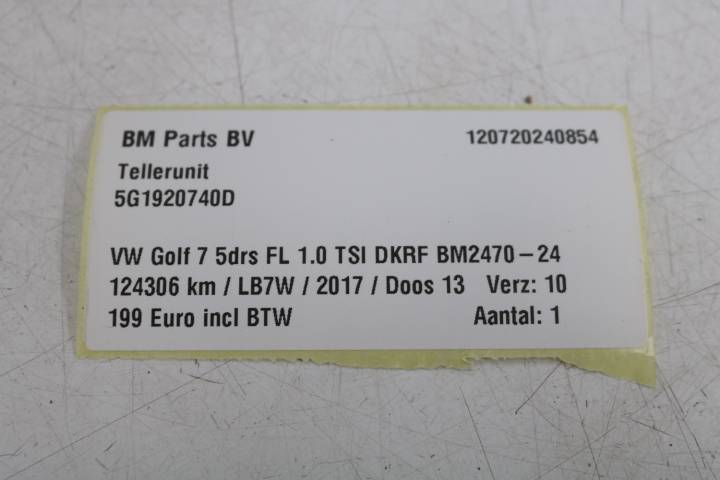 BM Parts BV 120720240854
Tellerunit
5G1920740D
VW Golf 7 5drs FL 1.0 TSI DKRF BM2470-24
124306 km / LB7W / 2017 / Doos 13 Verz: 10
199 Euro incl BTW Aantal: 1